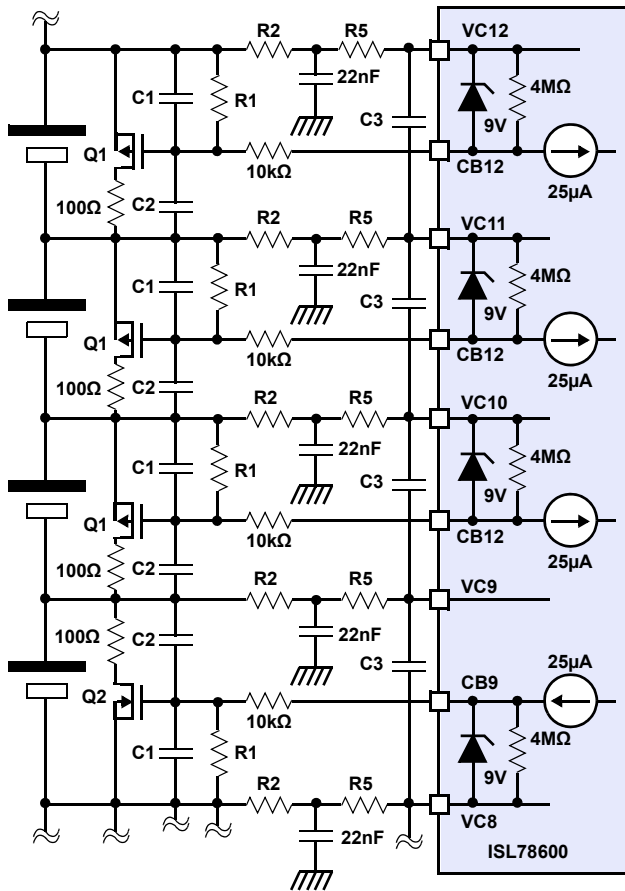 R2 R5 VC12
C1 R1 22nF C3 9V 4MΩ
Q1 10kΩ CB12 25µA
100Ω C2
R2 R5 VC11
C1 R1 22nF C3 9V 4MΩ
Q1 10kΩ CB12 25µA
100Ω C2
R2 R5 VC10
C1 R1 22nF C3 9V 4MΩ
Q1 10kΩ CB12 25µA
100Ω C2
R2 R5 VC9
100Ω C2 22nF C3 25µA
Q2 10kΩ CB9
C1 R1 9V 4MΩ
R2 R5 VC8
22nF ISL78600